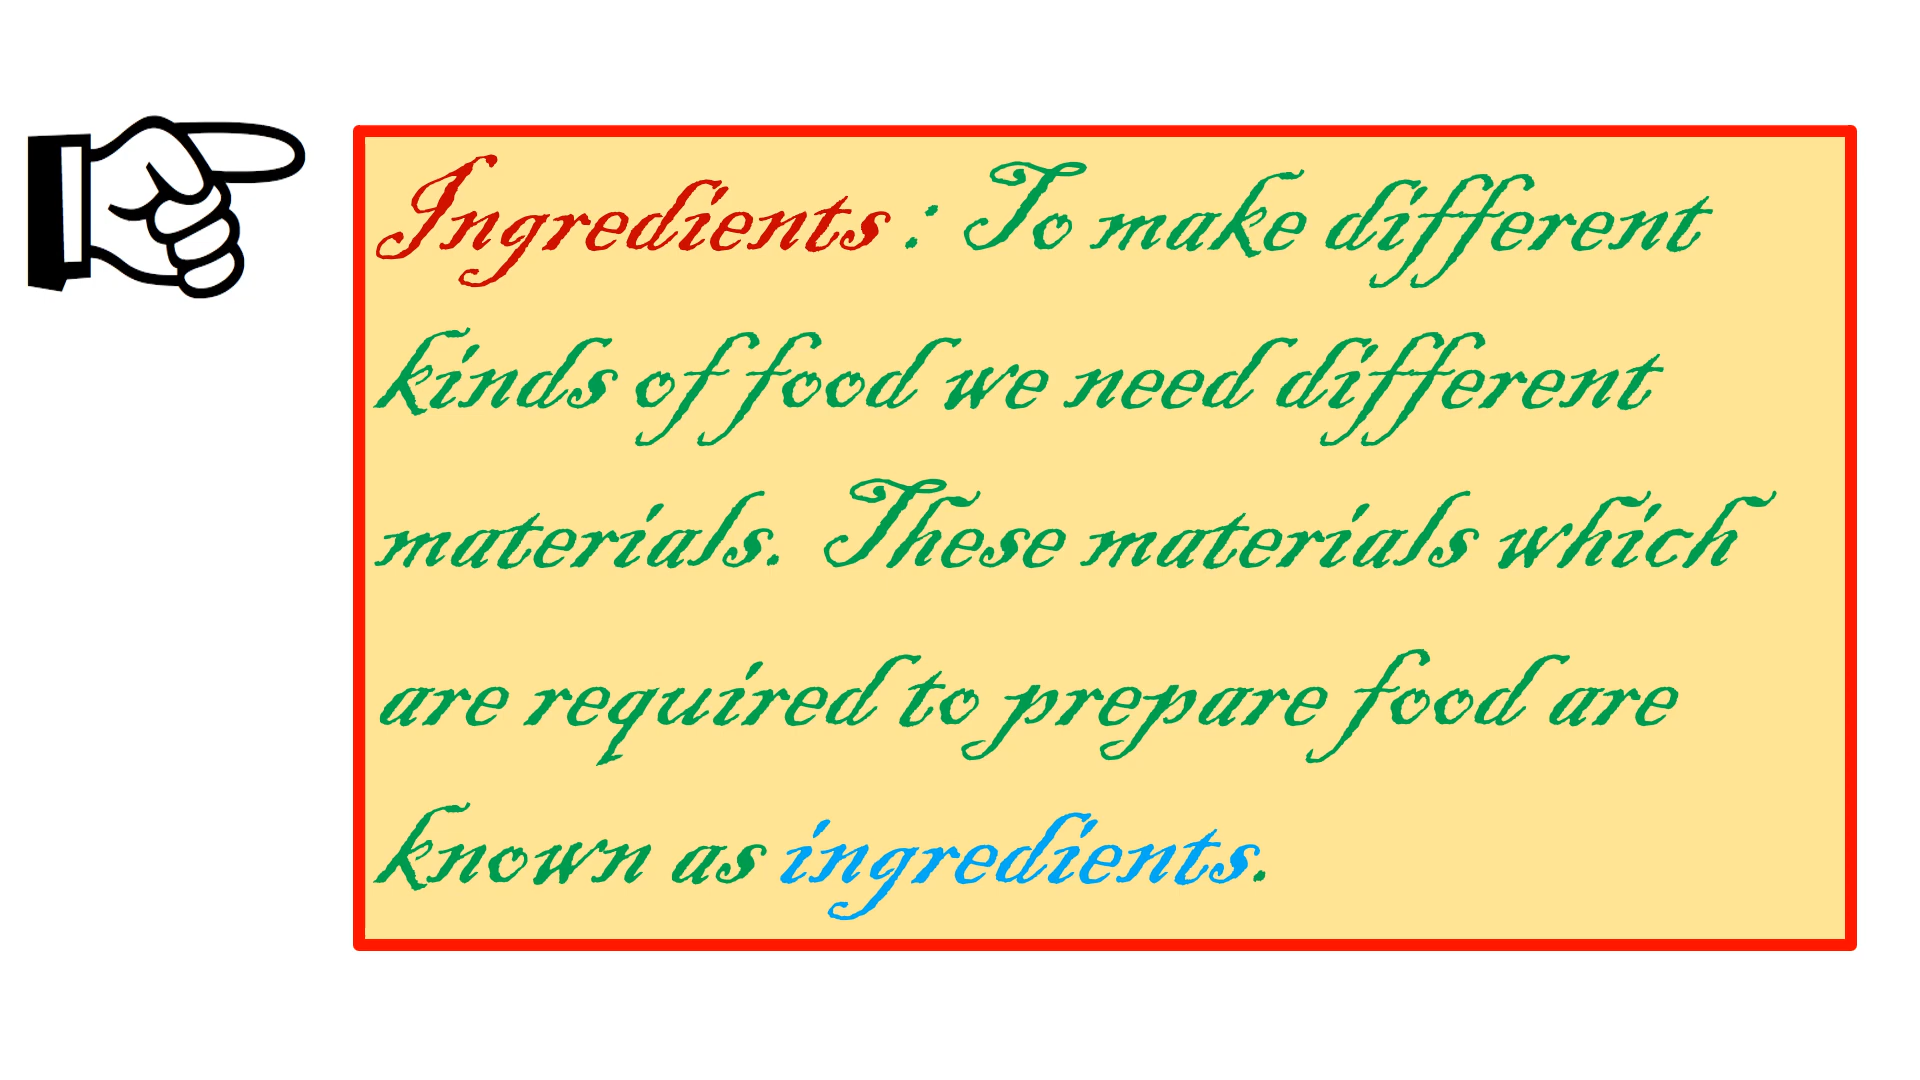 Ingredients : To make different
kinds of food we need different
materials. These materials which
are required to prepare food are
known as ingredients.